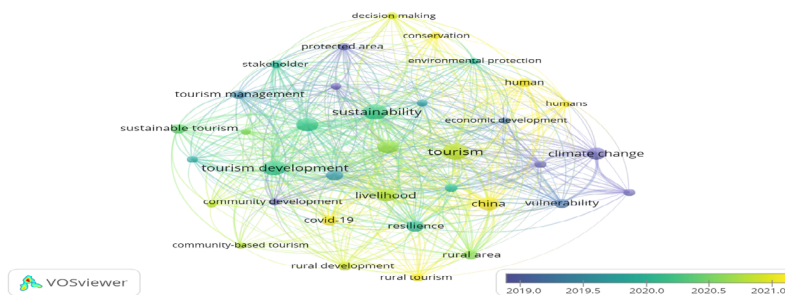 decision making
conservation
protected area
environmental protection
stakeholder
human
tourism management
humans
sustainability
economic development
sustainable tourism
tourism
climate change
tourism development
livelihood
community development
china
vulnerability
covid-19
resilience
community-based tourism
rural area
rural development
rural tourism
VOSviewer
2019.0 2019.5 2020.0 2020.5 2021.0